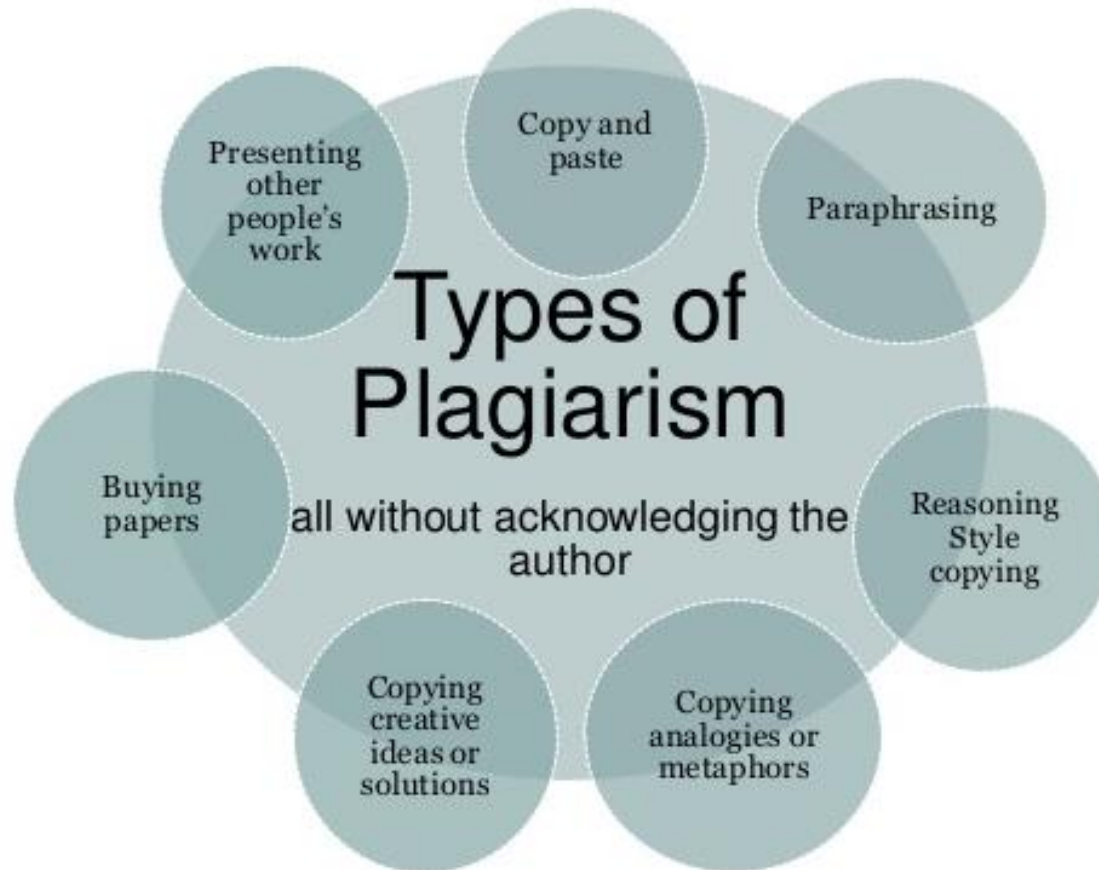 Copy and
paste
Presenting
other
people's
work
Paraphrasing
Types of
Plagiarism
all without acknowledging the
author
Buying
papers
Reasoning
Style
copying
Copying
creative
ideas or
solutions
Copying
analogies or
metaphors